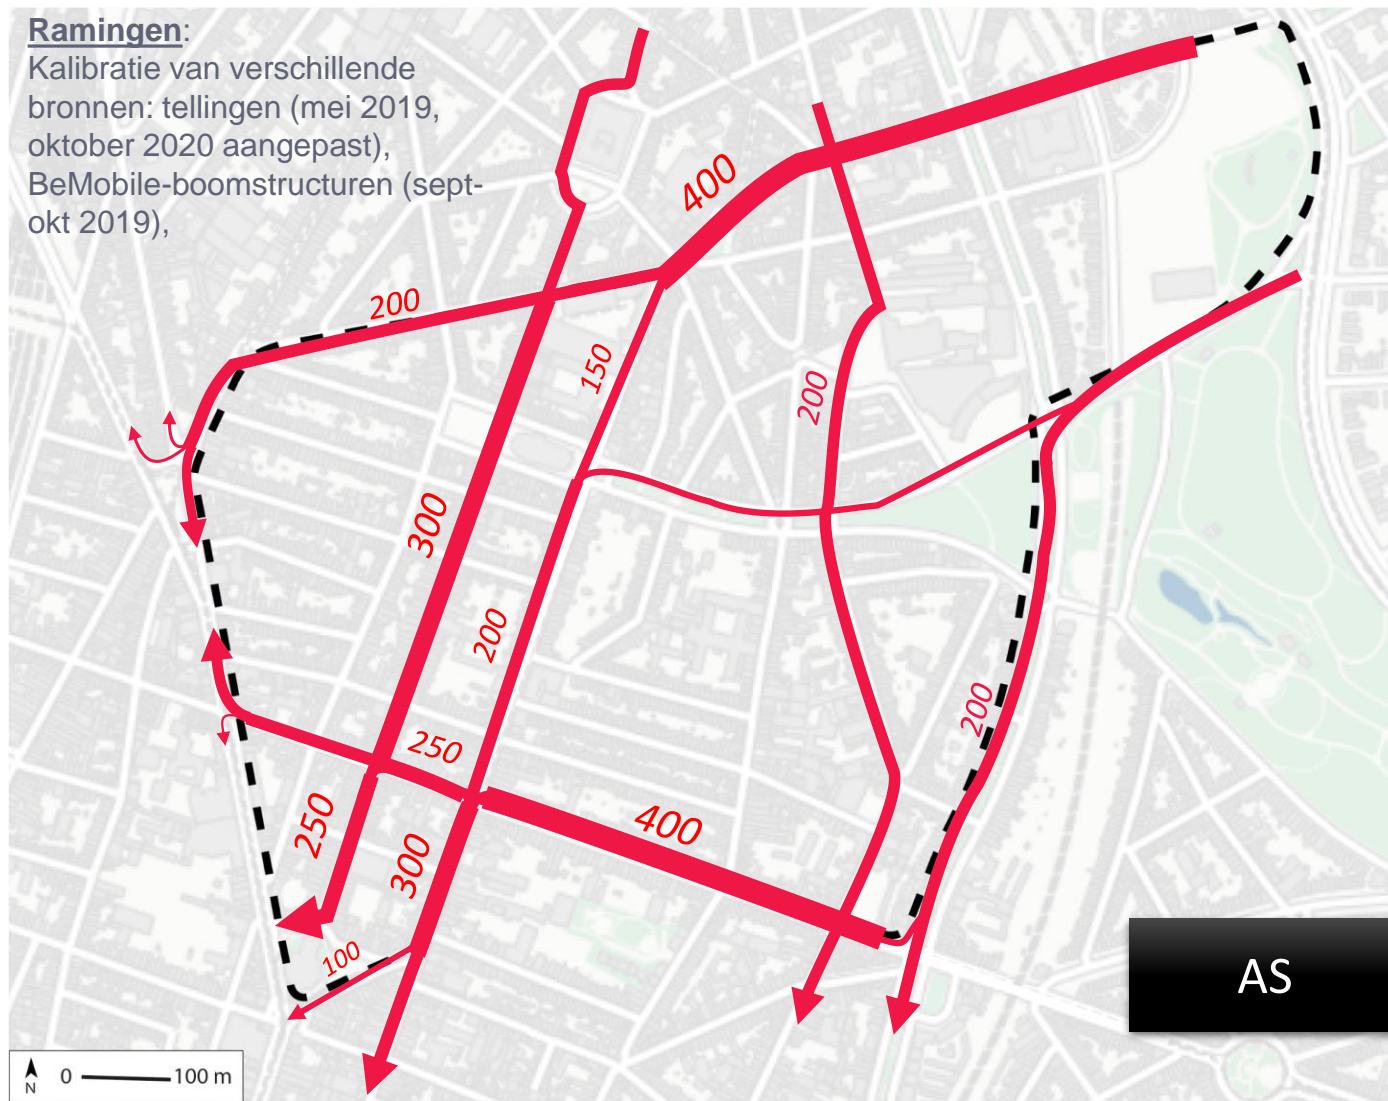 Ramingen:
Kalibratie van verschillende
bronnen: tellingen (mei 2019,
oktober 2020 aangepast),
BeMobile-boomstructuren (sept-
okt 2019),
400
200
150
200
300
200
200
250
400
250
300
100
AS
N
0
100 m